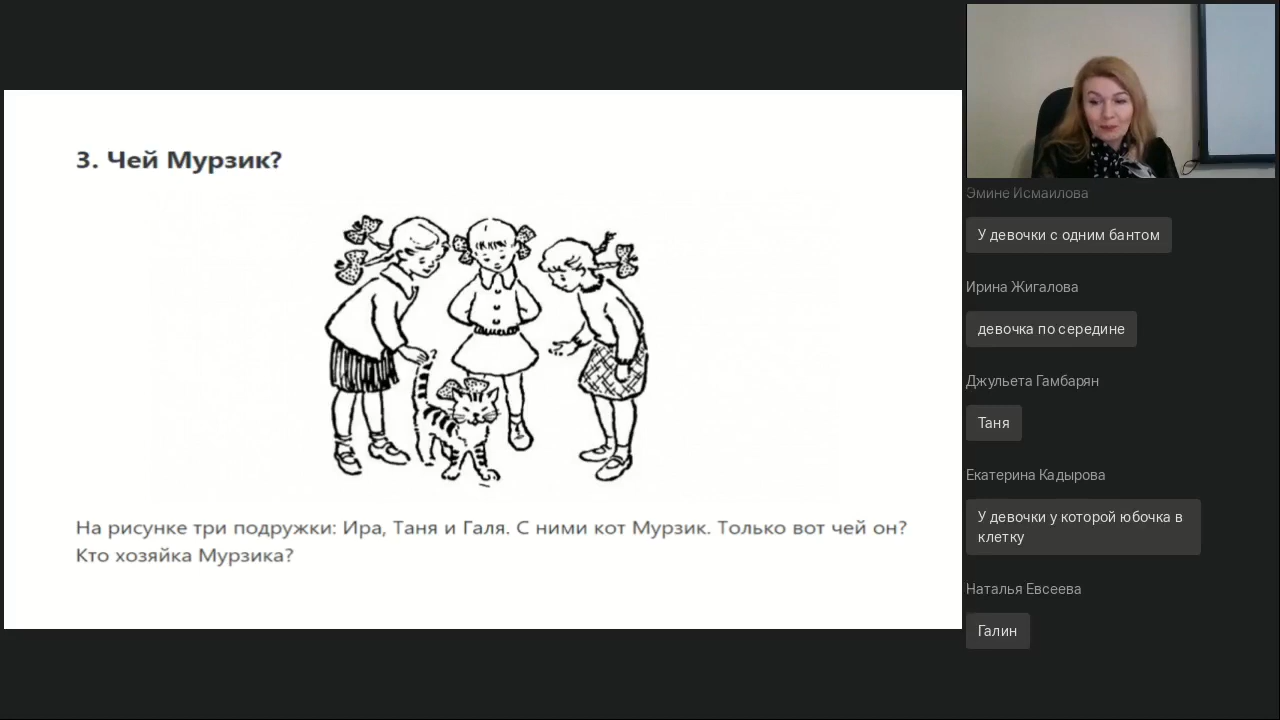 3. Чей Мурзик?
На рисунке три подружки: Ира, Таня и Галя. С ними кот Мурзик. Только вот чей он?
Кто хозяйка Мурзика?
Эмине Исмаилова
У девочки с одним бантом
Ирина Жигалова
девочка по середине
Джульета Гамбарян
Таня
Екатерина Кадырова
У девочки у которой юбочка в
клетку
Наталья Евсеева
Галин